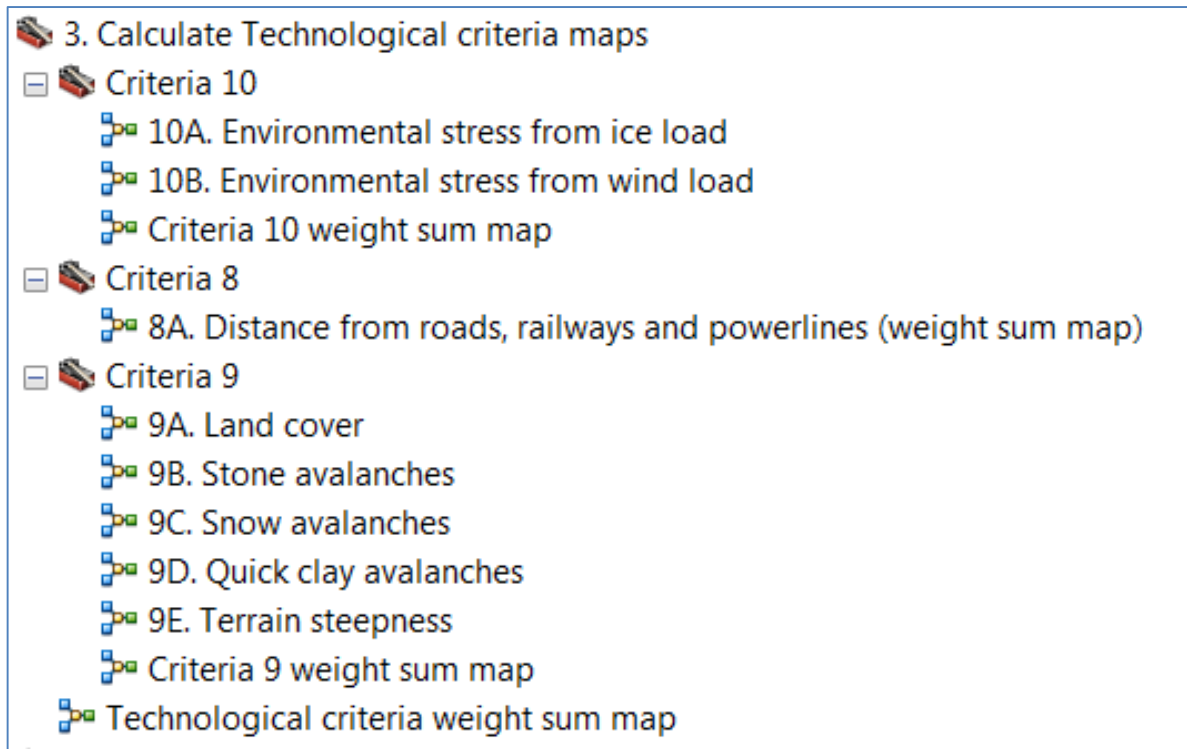 3. Calculate Technological criteria maps
Criteria 10
10A. Environmental stress from ice load
10B. Environmental stress from wind load
Criteria 10 weight sum map
Criteria 8
8A. Distance from roads, railways and powerlines (weight sum map)
Criteria 9
9A. Land cover
9B. Stone avalanches
9C. Snow avalanches
9D. Quick clay avalanches
9E. Terrain steepness
Criteria 9 weight sum map
Technological criteria weight sum map